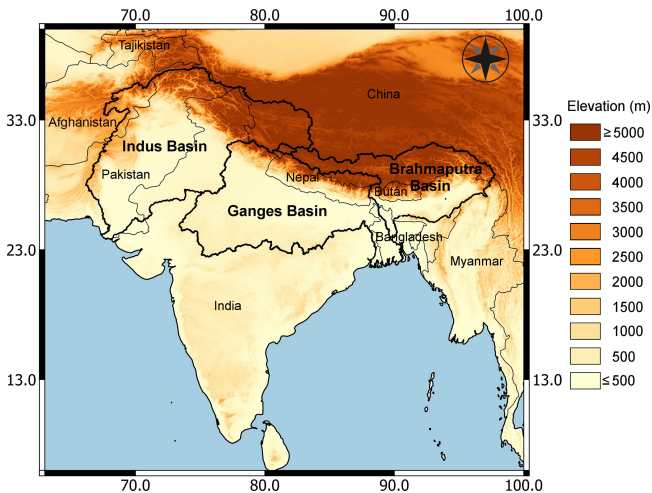 70.0 80.0 90.0 100.0
Tajikistan
China
Elevation (m)
33.0
Afghanistan
33.0
≥5000
Indus Basin
4500
Brahmaputra
Basin
Pakistan
Nepal
Butan
4000
3500
Ganges Basin
3000
Bangladesh
23.0
23.0
2500
Myanmar
2000
India
1500
1000
500
13.0
13.0
≤500
70.0 80.0 90.0 100.0